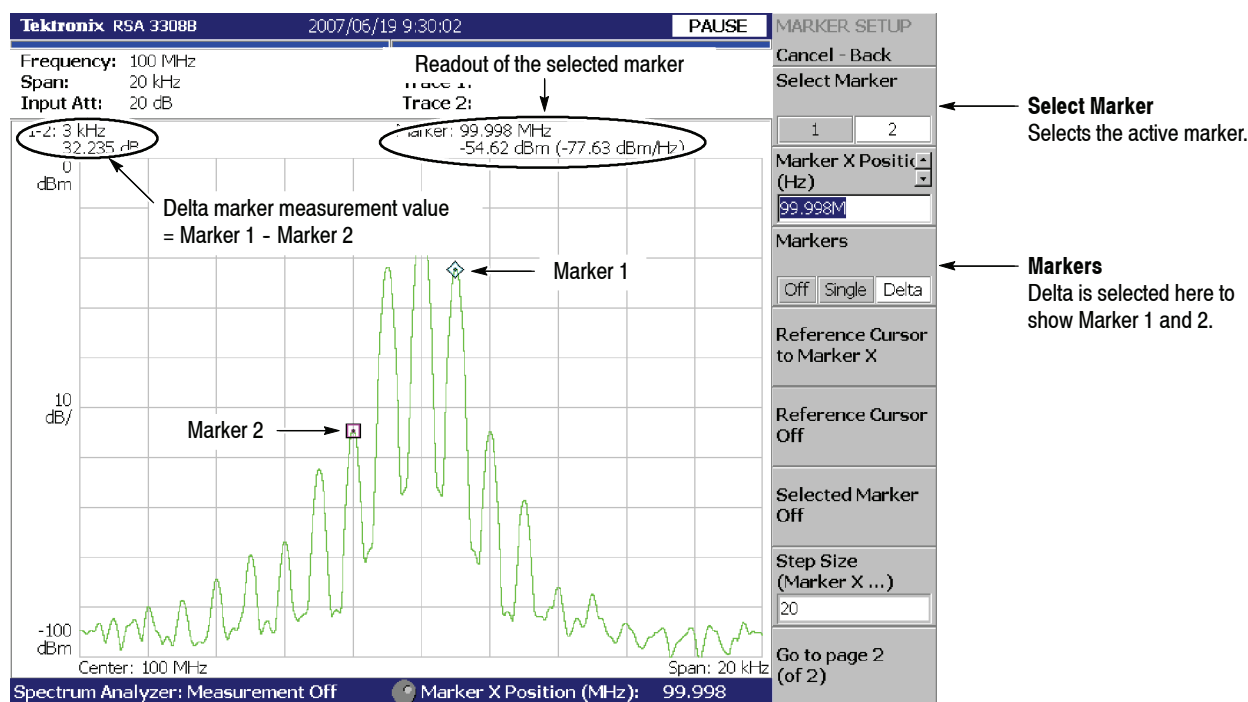 Tektronix RSA 3308B 2007/06/19 9:30:02 PAUSE
Frequency: 100 MHz
Span: 20 kHz
Input Att: 20 dB
Trace 1:
Trace 2:
Readout of the selected marker
1-2: 3 kHz
32.235 dB
Marker: 99.998 MHz
-54.62 dBm (-77.63 dBm/Hz)
0
dBm
Delta marker measurement value
= Marker 1 - Marker 2
Marker 1
10
dB/
Marker 2
-100
dBm
Center: 100 MHz Span: 20 kHz
Spectrum Analyzer: Measurement Off Marker X Position (MHz): 99.998
MARKER SETUP
Cancel - Back
Select Marker
1 2
Marker X Positic
(Hz)
99.998M
Markers
Off Single Delta
Reference Cursor
to Marker X
Reference Cursor
Off
Selected Marker
Off
Step Size
(Marker X ...)
20
Go to page 2
(of 2)
Select Marker
Selects the active marker.
Markers
Delta is selected here to
show Marker 1 and 2.